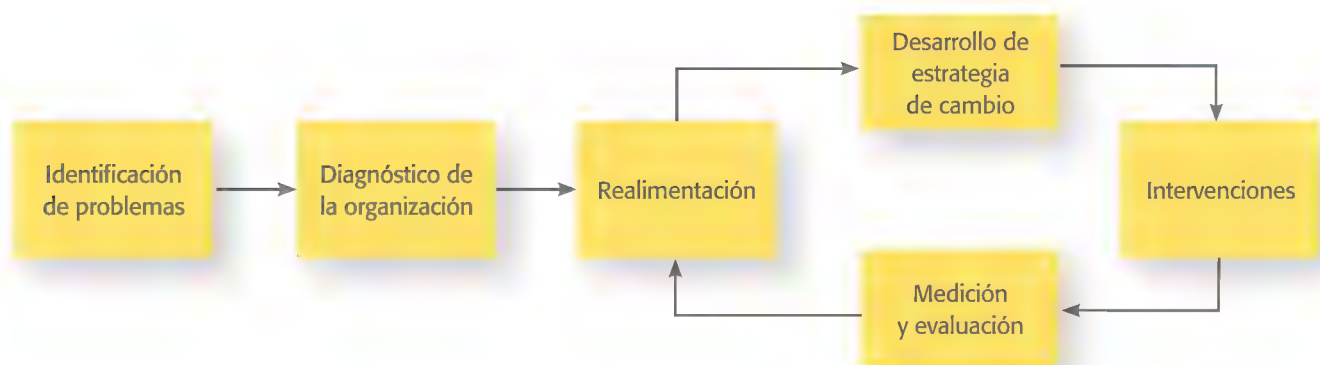 Identificación
de problemas
Diagnóstico de
la organización
Realimentación
Desarrollo de
estrategia
de cambio
Intervenciones
Medición
y evaluación